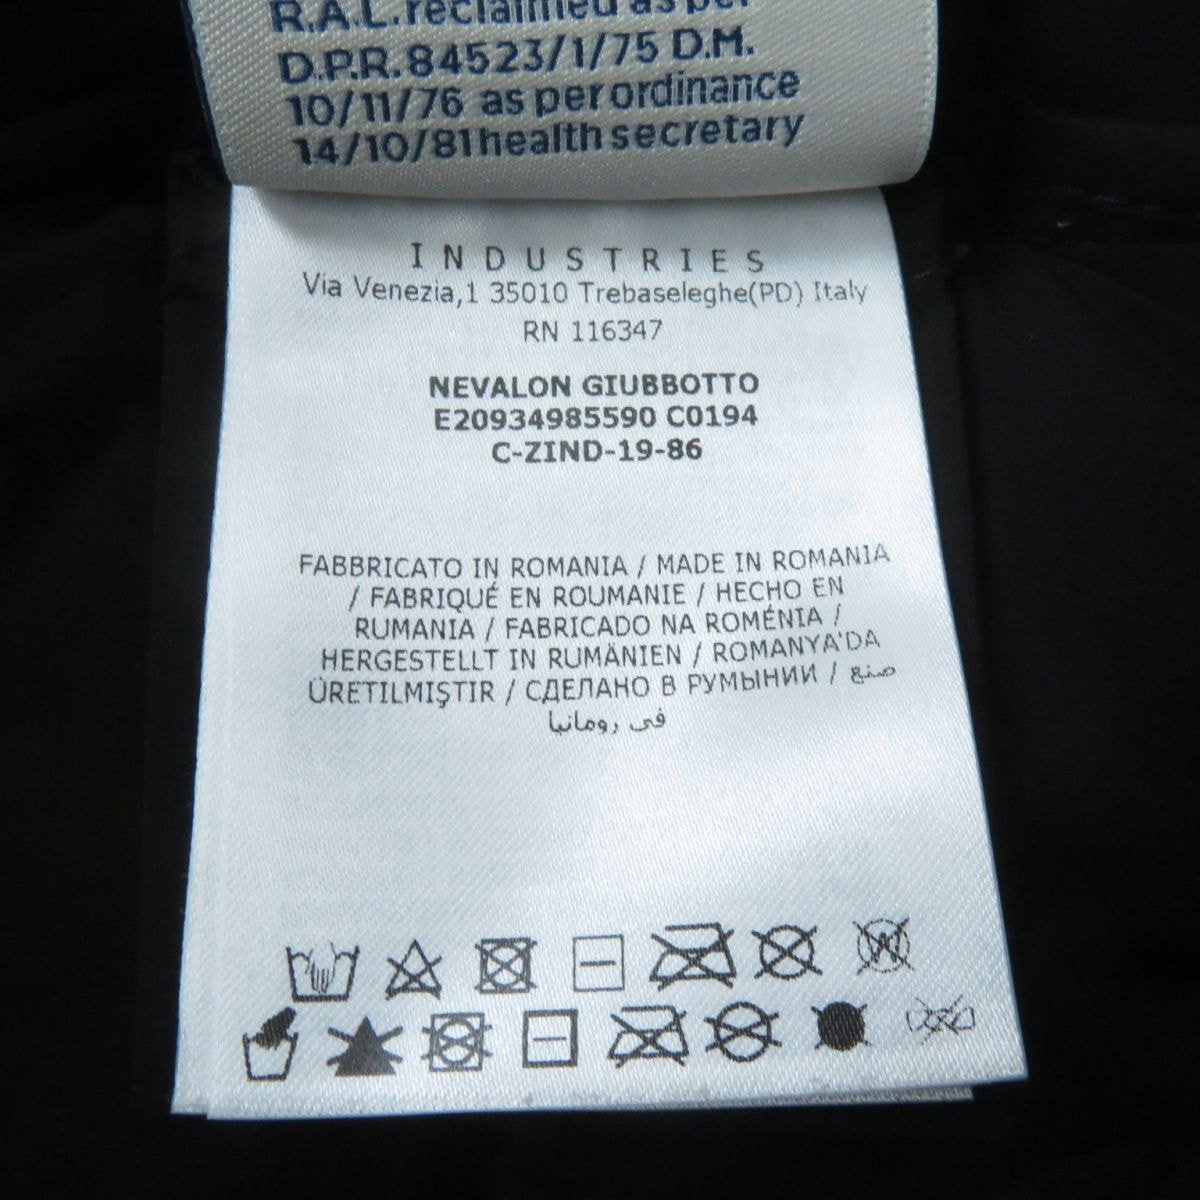 R.A.L. reclaimed as per
D.P.R. 84523/1/75 D.M.
10/11/76 as per ordinance
14/10/81 health secretary
INDUSTRIES
Via Venezia,1 35010 Trebaseleghe(PD) Italy
RN 116347
NEVALON GIUBBOTTO
E20934985590 C0194
C-ZIND-19-86
FABBRICATO IN ROMANIA / MADE IN ROMANIA
/ FABRIQUÉ EN ROUMANIE / HECHO EN
RUMANIA / FABRICADO NA ROMÉNIA /
HERGESTELLT IN RUMÄNIEN / ROMANYA'DA
ÜRETILMIŞTIR / СДЕЛАНО В РУМЫНИИ / صنع
في رومانيا
W